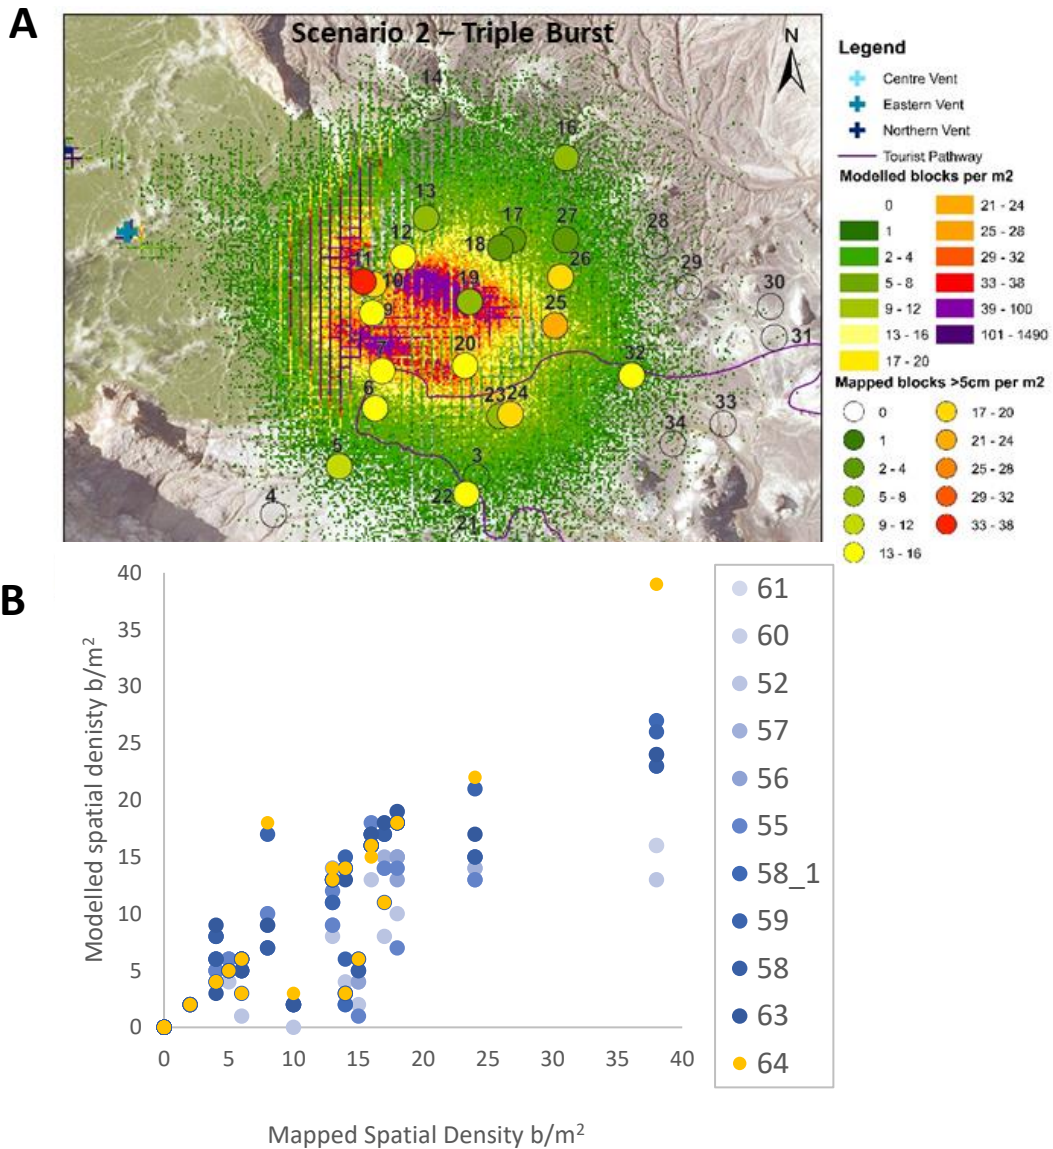 A
Scenario 2 – Triple Burst
N
14
16
13
17
27
28
12
18
26
29
11
10
19
30
9
25
31
7
20
32
6
23
24
33
34
5
3
4
22
21
Legend
Centre Vent
Eastern Vent
Northern Vent
Tourist Pathway
Modelled blocks per m2
0
21 - 24
1
25 - 28
2 - 4
29 - 32
5 - 8
33 - 38
9 - 12
39 - 100
13 - 16
101 - 1490
17 - 20
Mapped blocks >5cm per m2
0
17 - 20
1
21 - 24
2 - 4
25 - 28
5 - 8
29 - 32
9 - 12
33 - 38
13 - 16
B
Modelled spatial denisty b/m2
40
35
30
25
20
15
10
5
0
0 5 10 15 20 25 30 35 40
Mapped Spatial Density b/m2
61
60
52
57
56
55
58_1
59
58
63
64